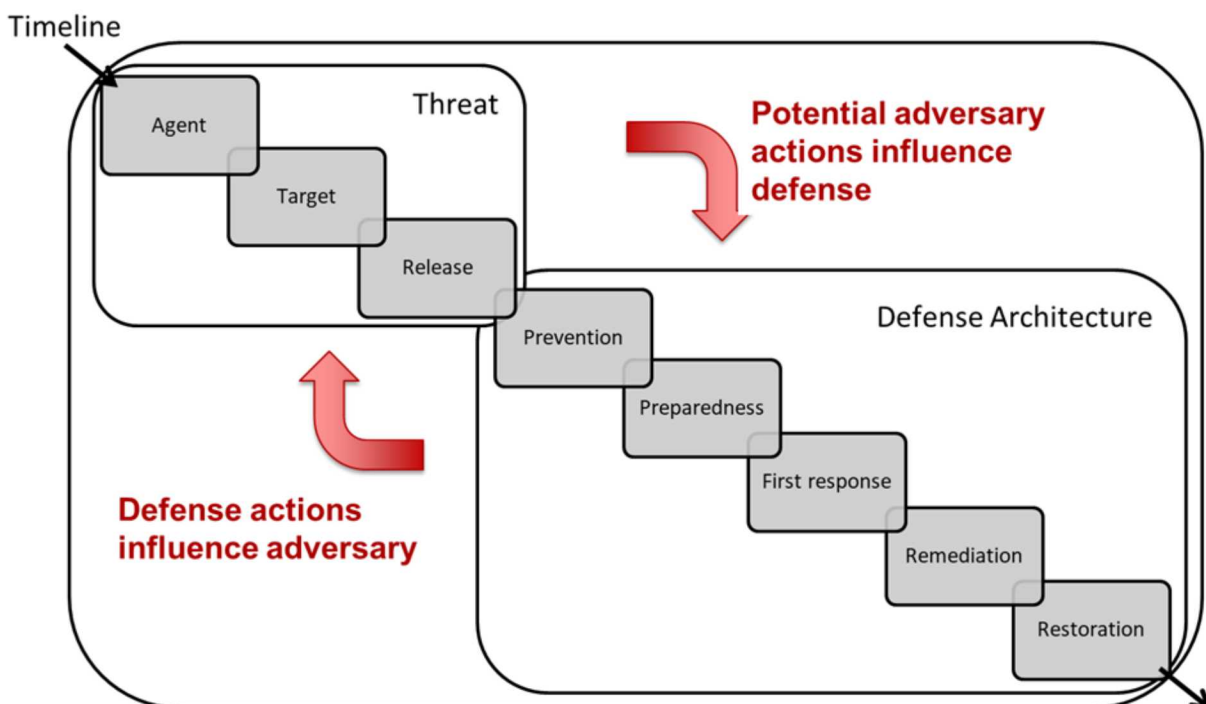 Timeline
Agent
Threat
Target
Release
Potential adversary
actions influence
defense
Defense Architecture
Prevention
Preparedness
First response
Remediation
Restoration
Defense actions
influence adversary